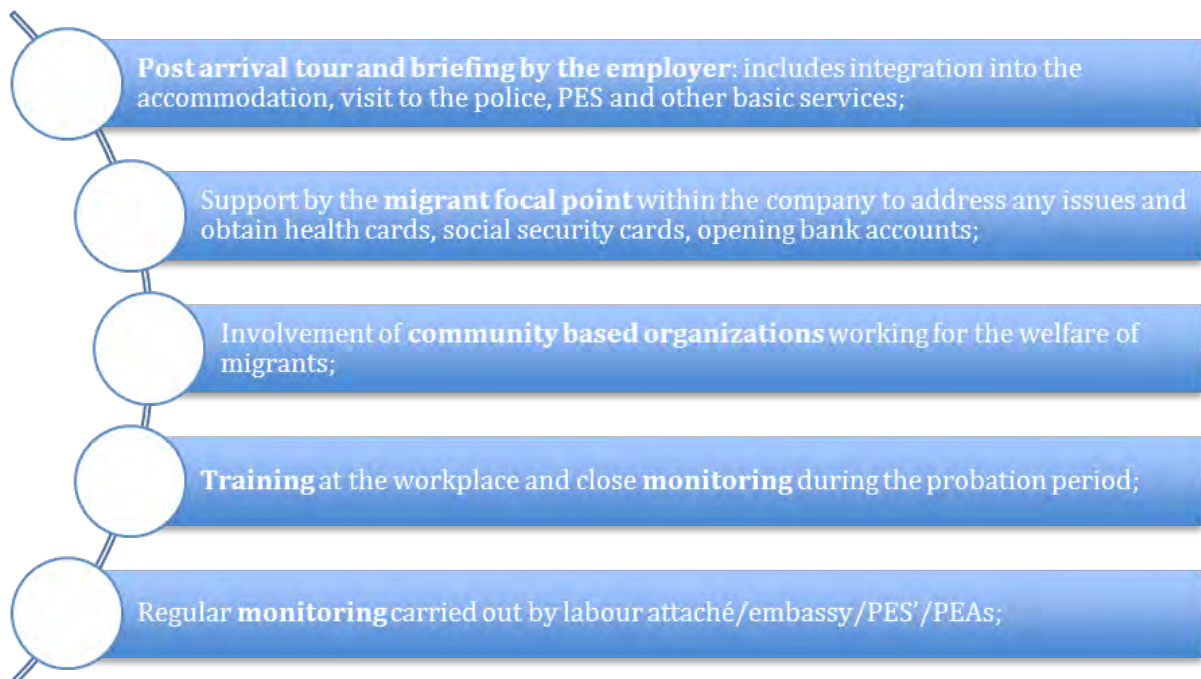 Post arrival tour and briefing by the employer: includes integration into the
accommodation, visit to the police, PES and other basic services;
Support by the migrant focal point within the company to address any issues and
obtain health cards, social security cards, opening bank accounts;
Involvement of community based organizations working for the welfare of
migrants;
Training at the workplace and close monitoring during the probation period;
Regular monitoring carried out by labour attaché/embassy/PES’/PEAs;